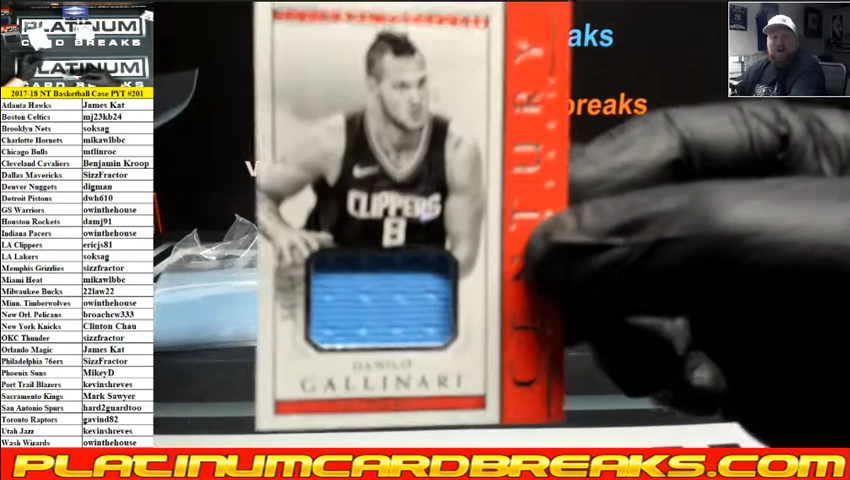 PLATINUM
CARD BREAKS
PLATINUM
CARD BREAKS
2017-18 NT Basketball Case PYT #201
Atlanta Hawks James Kat
Boston Celtics mj23kb24
Brooklyn Nets soksag
Charlotte Hornets mikawlbbc
Chicago Bulls mtlinroc
Cleveland Cavaliers Benjamin Kroop
Dallas Mavericks SizzFractor
Denver Nuggets digman
Detroit Pistons dwh610
GS Warriors owinthehouse
Houston Rockets damj91
Indiana Pacers owinthehouse
LA Clippers ericjs81
LA Lakers soksag
Memphis Grizzlies sizzfractor
Miami Heat mikawlbbc
Milwaukee Bucks 22law22
Minn. Timberwolves owinthehouse
New Orl. Pelicans broachcw333
New York Knicks Clinton Chau
OKC Thunder sizzfractor
Orlando Magic James Kat
Philadelphia 76ers SizzFractor
Phoenix Suns MikeyD
Port Trail Blazers kevinshreves
Sacramento Kings Mark Sawyer
San Antonio Spurs hard2guardtoo
Toronto Raptors gavind82
Utah Jazz kevinshreves
Wash Wizards owinthehouse
aks
breaks
w
CLIPPERS
8
DANILO
GALLINARI
CENTURY
PLATINUMCARDBREAKS.COM